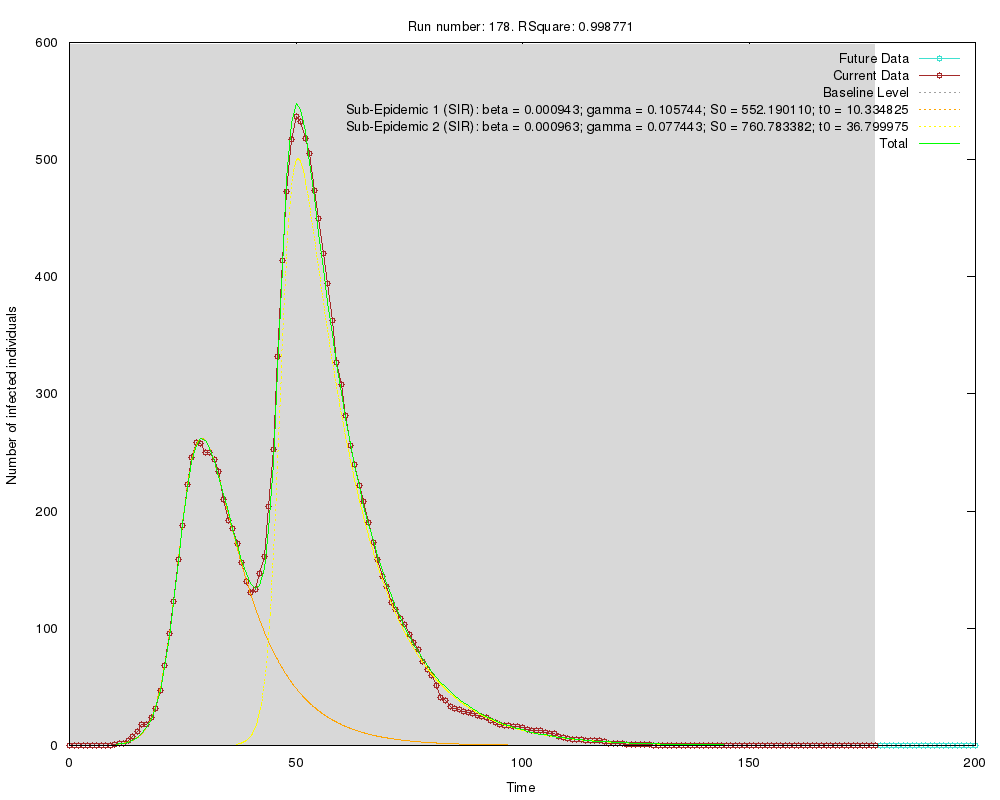 Run number: 178. RSquare: 0.998771
600
500
400
300
200
100
0
Number of infected individuals
Future Data
Current Data
Baseline Level
Sub-Epidemic 1 (SIR): beta = 0.000943; gamma = 0.105744; S0 = 552.190110; t0 = 10.334825
Sub-Epidemic 2 (SIR): beta = 0.000963; gamma = 0.077443; S0 = 760.783382; t0 = 36.799975
Total
0 50 100 150 200
Time